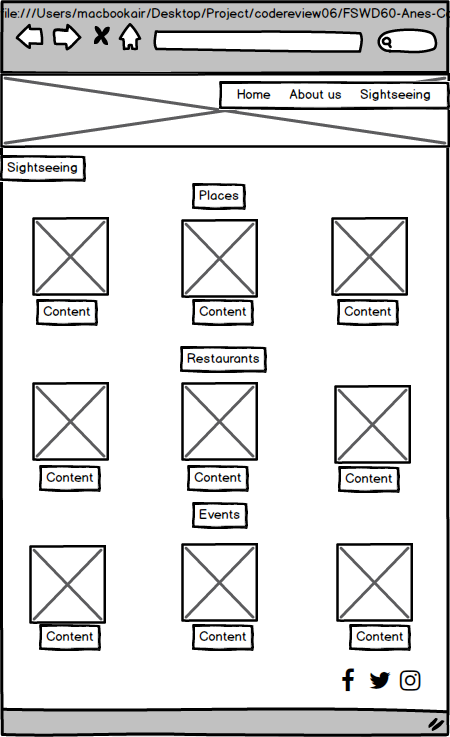 ile:///Users/macbookair/Desktop/Project/codereview06/FSWD60-Anes-Co
Home About us Sightseeing
Sightseeing
Places
Content Content Content
Restaurants
Content Content Content
Events
Content Content Content